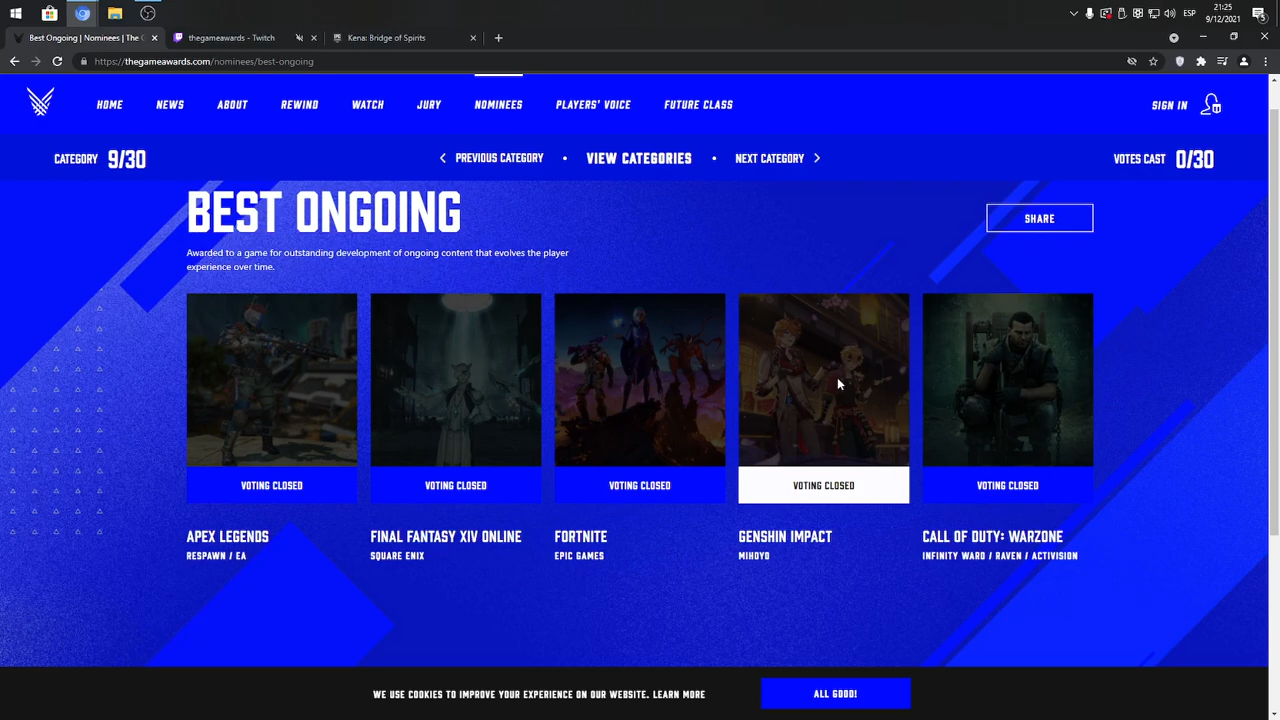 21:25
ESP
9/12/2021
Best Ongoing | Nominees | The G
thegameawards - Twitch
Kena: Bridge of Spirits
https://thegameawards.com/nominees/best-ongoing
HOME
NEWS
ABOUT
REWIND
WATCH
JURY
NOMINEES
PLAYERS' VOICE
FUTURE CLASS
SIGN IN
CATEGORY 9/30
PREVIOUS CATEGORY
VIEW CATEGORIES
NEXT CATEGORY
VOTES CAST 0/30
BEST ONGOING
SHARE
Awarded to a game for outstanding development of ongoing content that evolves the player
experience over time.
VOTING CLOSED
VOTING CLOSED
VOTING CLOSED
VOTING CLOSED
VOTING CLOSED
APEX LEGENDS
RESPAWN / EA
FINAL FANTASY XIV ONLINE
SQUARE ENIX
FORTNITE
EPIC GAMES
GENSHIN IMPACT
MIHOYO
CALL OF DUTY: WARZONE
INFINITY WARD / RAVEN / ACTIVISION
WE USE COOKIES TO IMPROVE YOUR EXPERIENCE ON OUR WEBSITE. LEARN MORE
ALL GOOD!